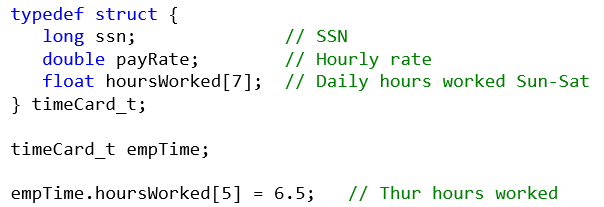 typedef struct {
long ssn; // SSN
double payRate; // Hourly rate
float hoursWorked[7]; // Daily hours worked Sun-Sat
} timeCard_t;
timeCard_t empTime;
empTime.hoursWorked[5] = 6.5; // Thur hours worked